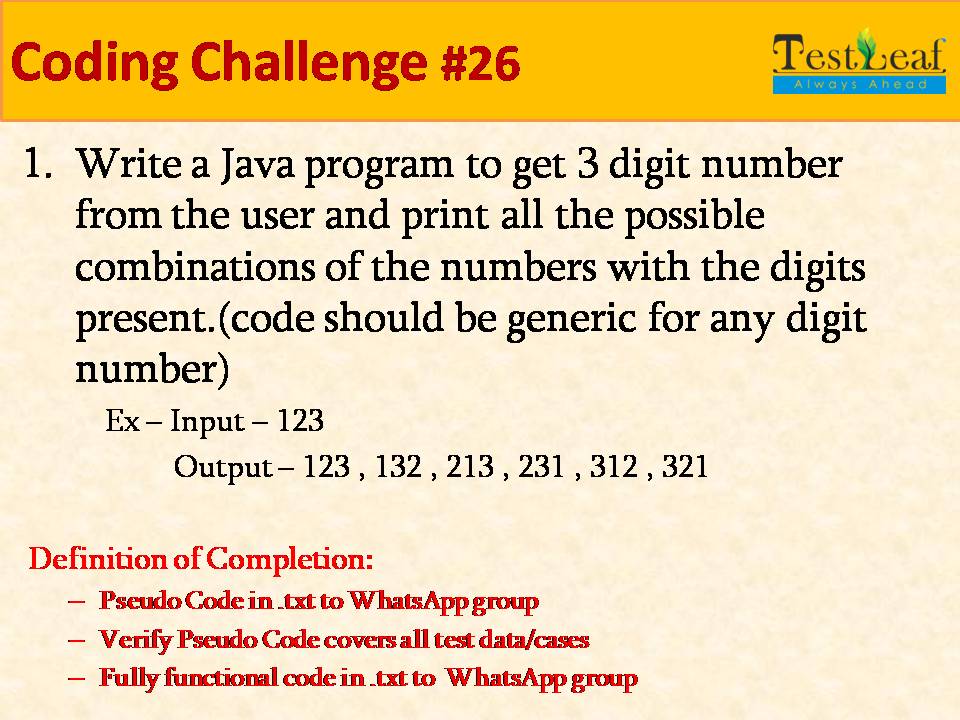 Coding Challenge #26
TestLeaf
Always Ahead
1. Write a Java program to get 3 digit number
from the user and print all the possible
combinations of the numbers with the digits
present.(code should be generic for any digit
number)
Ex – Input – 123
Output – 123 , 132 , 213 , 231 , 312 , 321
Definition of Completion:
– Pseudo Code in .txt to WhatsApp group
– Verify Pseudo Code covers all test data/cases
– Fully functional code in .txt to WhatsApp group